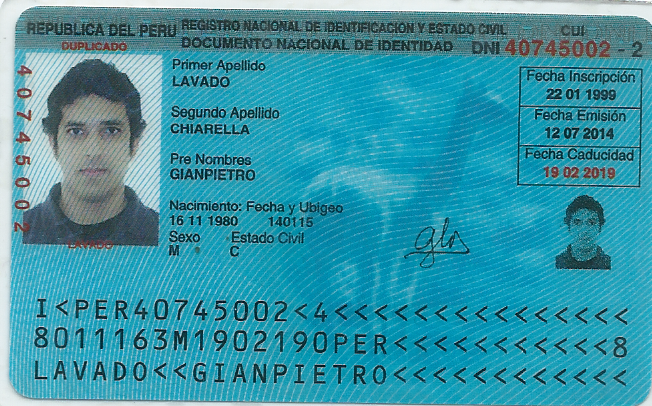 REPUBLICA DEL PERU REGISTRO NACIONAL DE IDENTIFICACIÓN Y ESTADO CIVIL CUI
DUPLICADO DOCUMENTO NACIONAL DE IDENTIDAD DNI 40745002 - 2
40745002
Primer Apellido
LAVADO
Segundo Apellido
CHIARELLA
Pre Nombres
GIANPIETRO
Nacimiento: Fecha y Ubigeo
16 11 1980 140115
Sexo Estado Civil
M C
LAVADO
Fecha Inscripción
22 01 1999
Fecha Emisión
12 07 2014
Fecha Caducidad
19 02 2019
I<PER40745002<4<<<<<<<<<<<<<<<
8011163M1902190PER<<<<<<<<<<<8
LAVADO<<GIANPIETRO<<<<<<<<<<<<